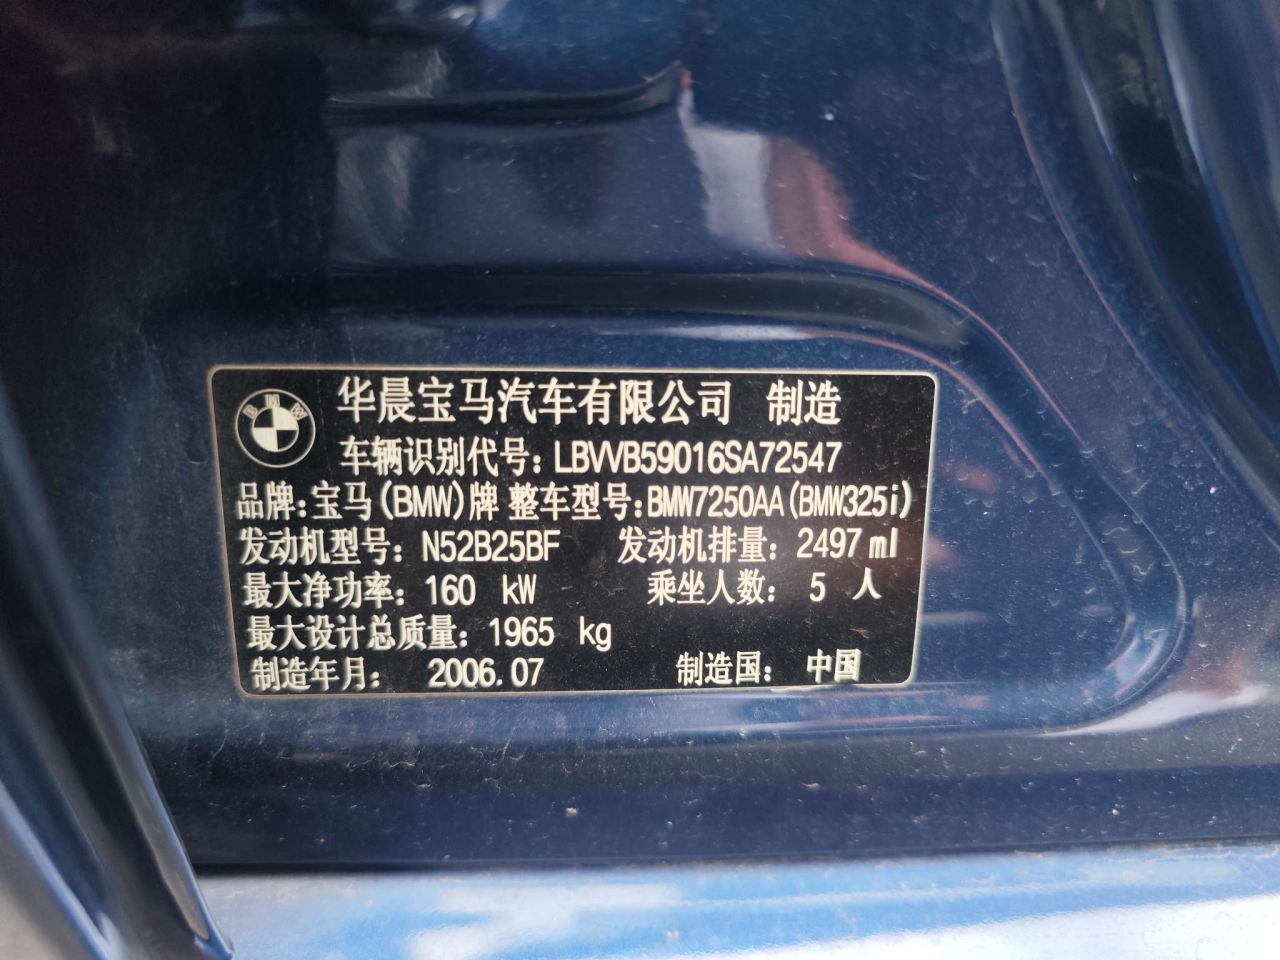 BMW
华晨宝马汽车有限公司 制造
车辆识别代号: LBVVB59016SA72547
品牌:宝马(BMW)牌 整车型号:BMW7250AA(BMW325i)
发动机型号: N52B25BF 发动机排量: 2497ml
最大净功率: 160 kW 乘坐人数: 5 人
最大设计总质量: 1965 kg
制造年月: 2006.07 制造国: 中国